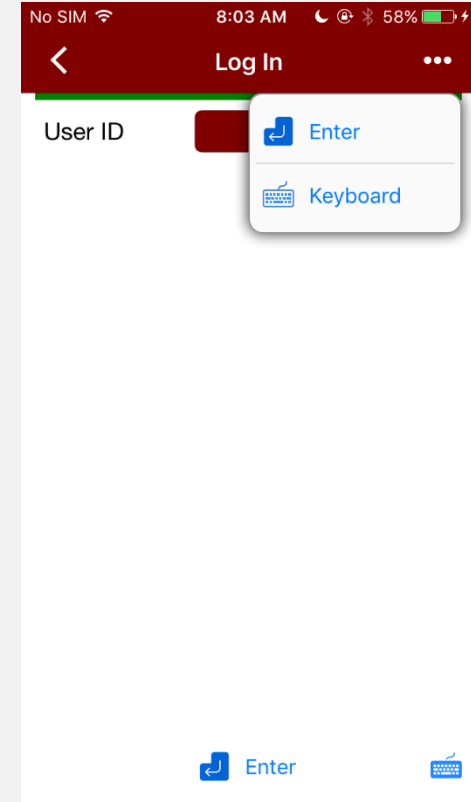 No SIM 8:03 AM 58%
Log In
User ID
Enter
Keyboard
Enter